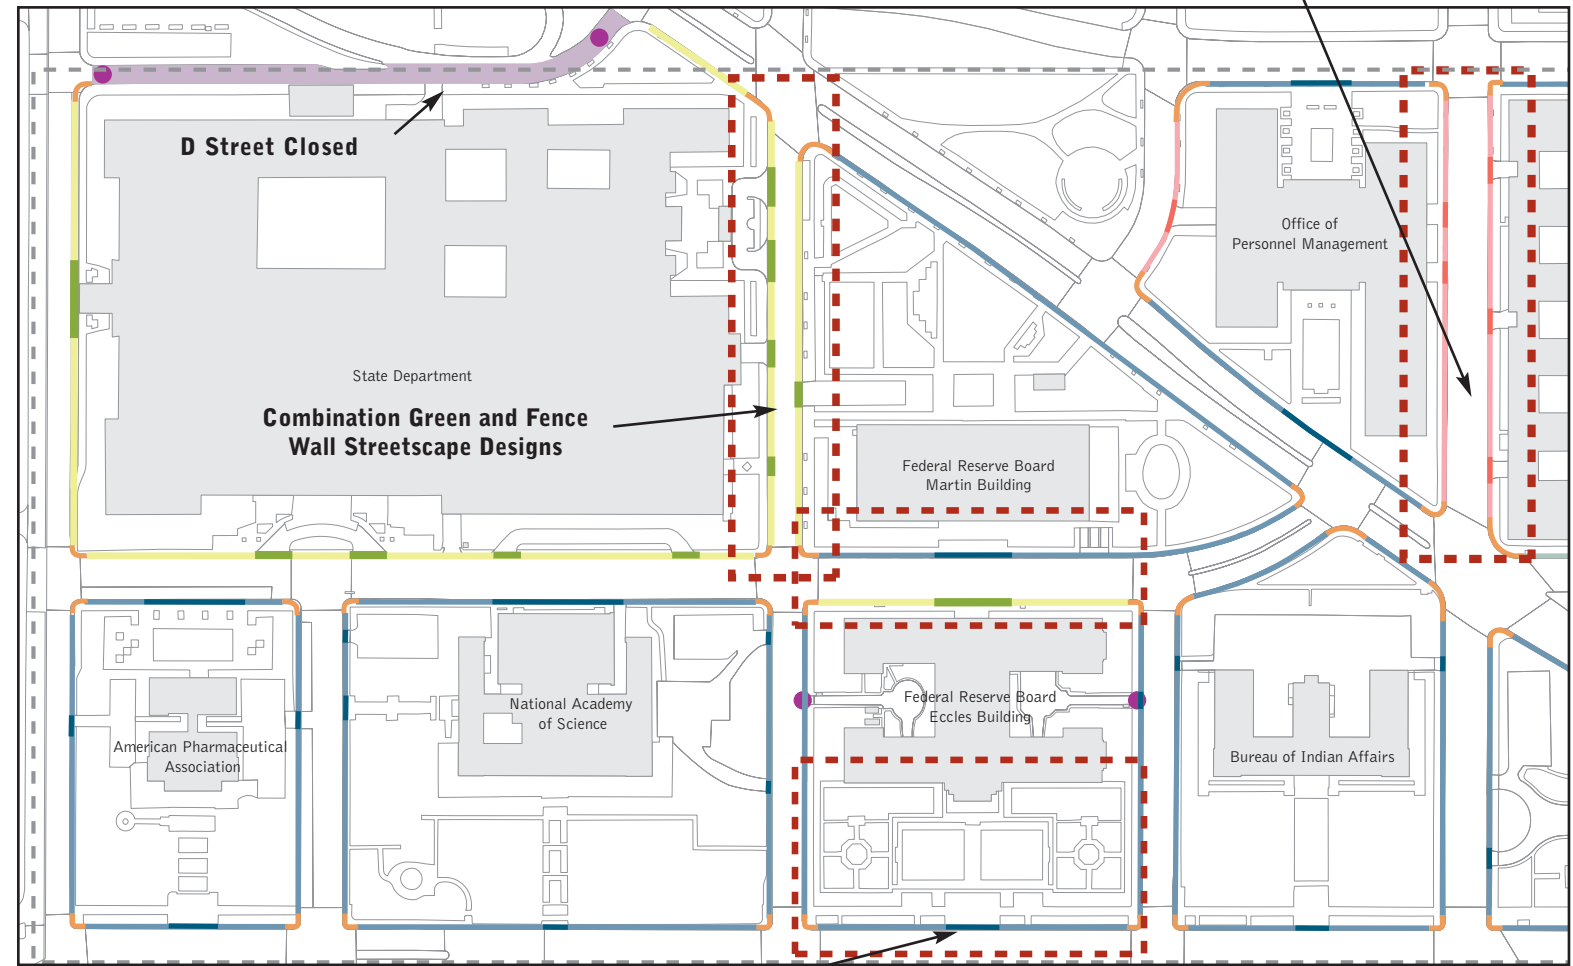 D Street Closed
Office of
Personnel Management
State Department
Combination Green and Fence
Wall Streetscape Designs
Federal Reserve Board
Martin Building
National Academy
of Science
Federal Reserve Board
Eccles Building
American Pharmaceutical
Association
Bureau of Indian Affairs